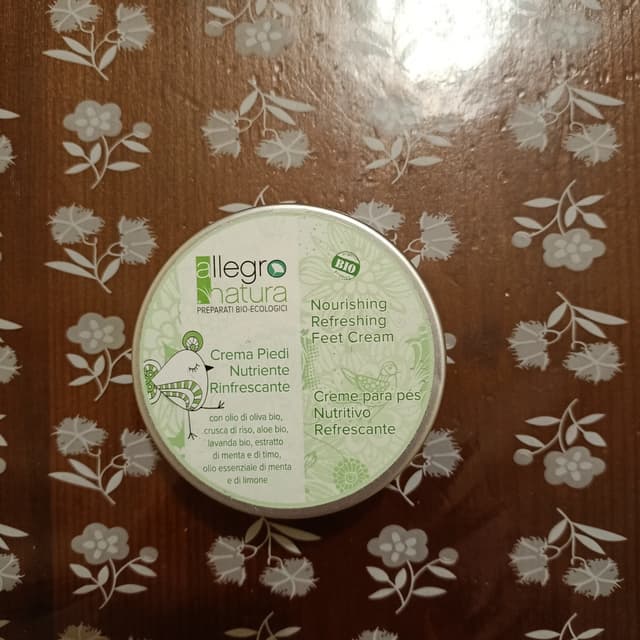 allegro
natura
PREPARATI BIO-ECOLOGICI
BIO
Crema Piedi
Nutriente
Rinfrescante
con olio di oliva bio,
crusca di riso, aloe bio,
lavanda bio, estratto
di menta e di timo,
olio essenziale di menta
e di limone
Nourishing
Refreshing
Feet Cream
Creme para pés
Nutritivo
Refrescante